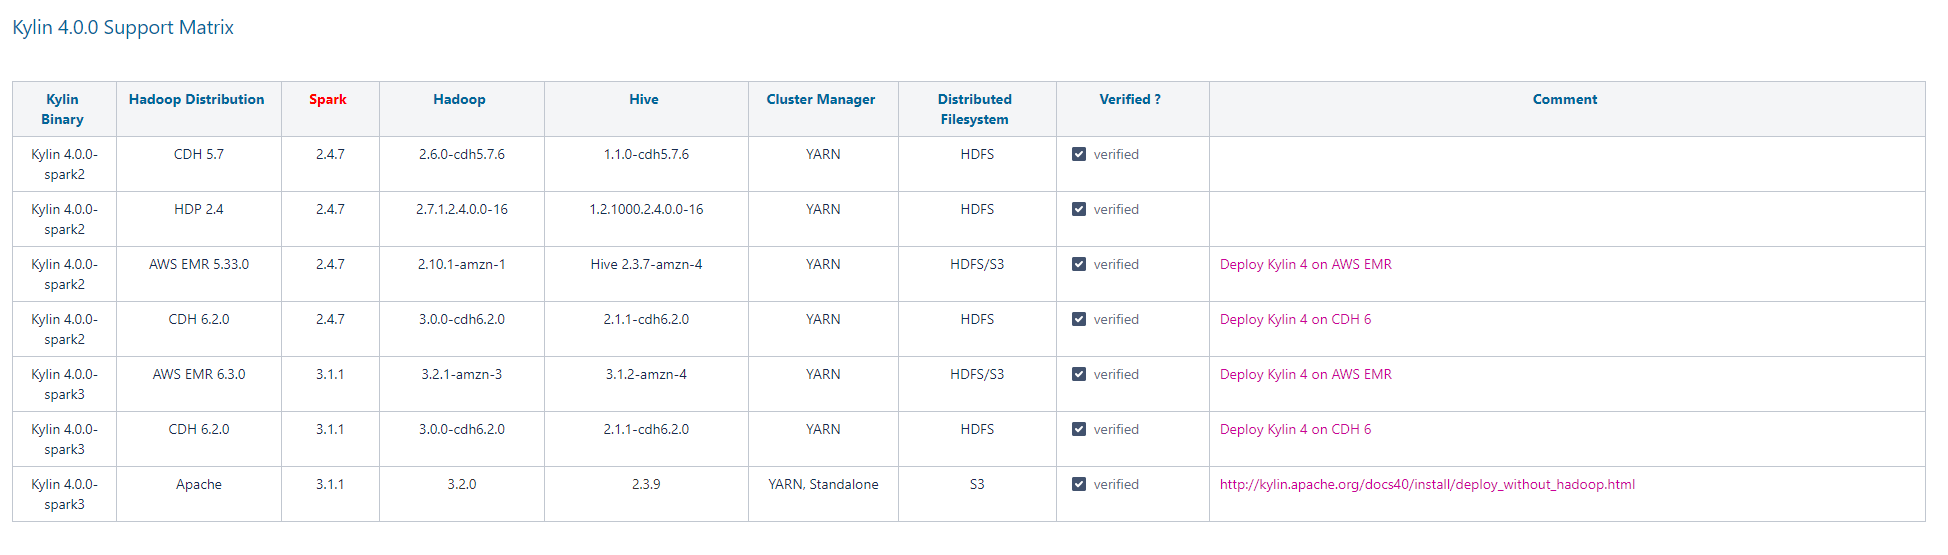 Kylin 4.0.0 Support Matrix
Kylin Binary Hadoop Distribution Spark Hadoop Hive Cluster Manager Distributed Filesystem Verified ? Comment
Kylin 4.0.0-spark2 CDH 5.7 2.4.7 2.6.0-cdh5.7.6 1.1.0-cdh5.7.6 YARN HDFS verified
Kylin 4.0.0-spark2 HDP 2.4 2.4.7 2.7.1.2.4.0.0-16 1.2.1000.2.4.0.0-16 YARN HDFS verified
Kylin 4.0.0-spark2 AWS EMR 5.33.0 2.4.7 2.10.1-amzn-1 Hive 2.3.7-amzn-4 YARN HDFS/S3 verified Deploy Kylin 4 on AWS EMR
Kylin 4.0.0-spark2 CDH 6.2.0 2.4.7 3.0.0-cdh6.2.0 2.1.1-cdh6.2.0 YARN HDFS verified Deploy Kylin 4 on CDH 6
Kylin 4.0.0-spark3 AWS EMR 6.3.0 3.1.1 3.2.1-amzn-3 3.1.2-amzn-4 YARN HDFS/S3 verified Deploy Kylin 4 on AWS EMR
Kylin 4.0.0-spark3 CDH 6.2.0 3.1.1 3.0.0-cdh6.2.0 2.1.1-cdh6.2.0 YARN HDFS verified Deploy Kylin 4 on CDH 6
Kylin 4.0.0-spark3 Apache 3.1.1 3.2.0 2.3.9 YARN, Standalone S3 verified http://kylin.apache.org/docs40/install/deploy_without_hadoop.html